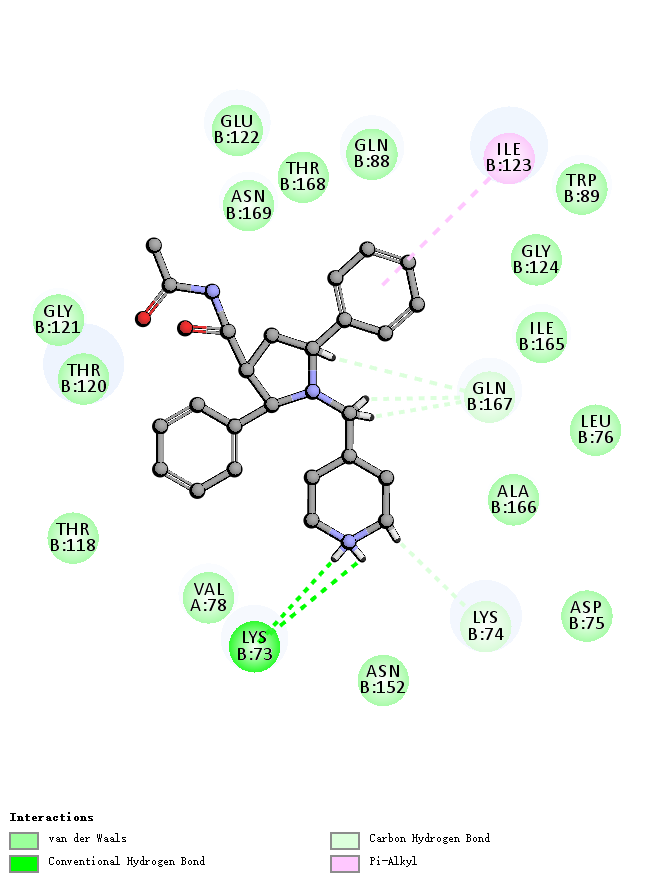 GLU
B:122
GLN
B:88
ILE
B:123
THR
B:168
TRP
B:89
ASN
B:169
GLY
B:124
GLY
B:121
ILE
B:165
THR
B:120
GLN
B:167
LEU
B:76
ALA
B:166
THR
B:118
VAL
A:78
ASP
B:75
LYS
B:74
LYS
B:73
ASN
B:152
Interactions
van der Waals
Conventional Hydrogen Bond
Carbon Hydrogen Bond
Pi-Alkyl